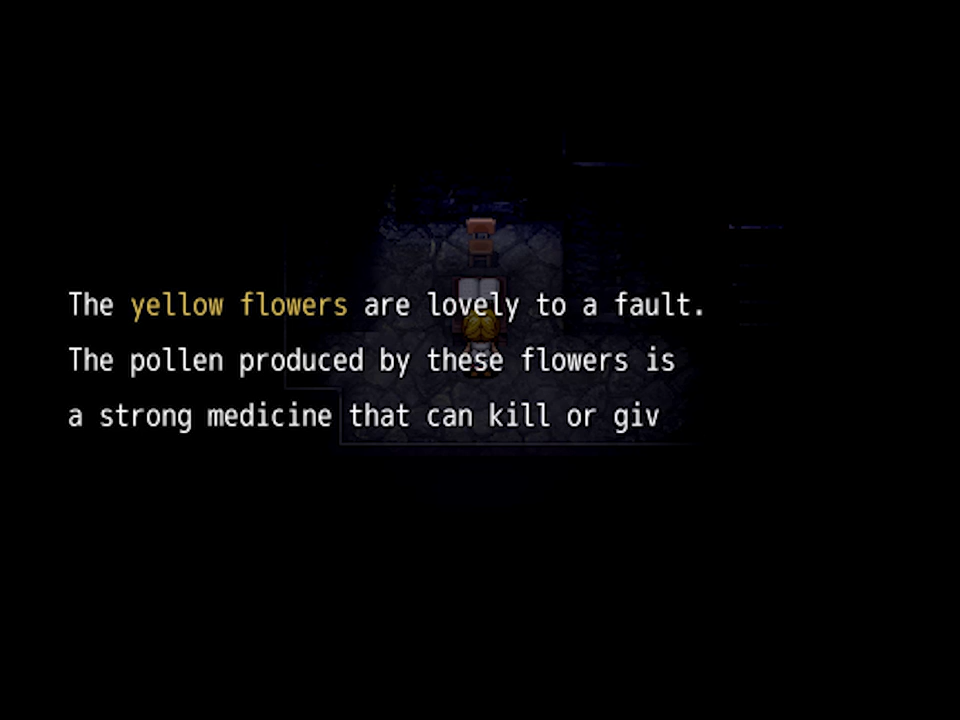 The yellow flowers are lovely to a fault.
The pollen produced by these flowers is
a strong medicine that can kill or giv